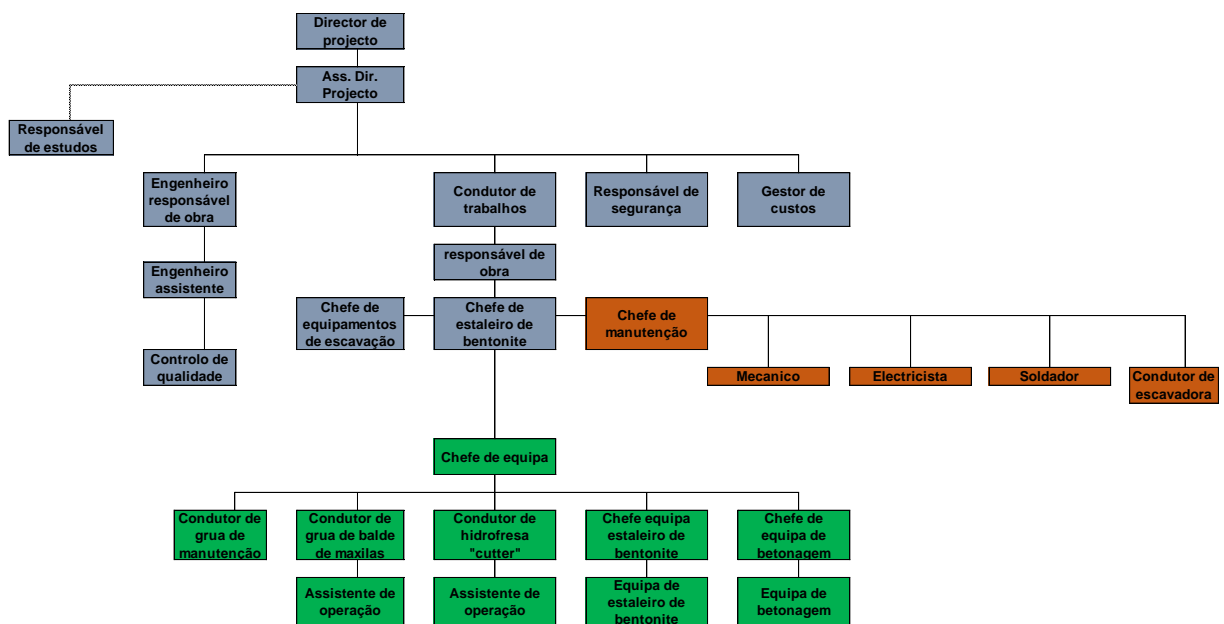 Director de
projecto
Ass. Dir.
Projecto
Responsável
de estudos
Engenheiro
responsável
de obra
Condutor de
trabalhos
Responsável de
segurança
Gestor de
custos
responsável de
obra
Engenheiro
assistente
Chefe de
equipamentos
de escavação
Chefe de
estaleiro de
bentonite
Chefe de
manutenção
Controlo de
qualidade
Mecanico
Electricista
Soldador
Condutor de
escavadora
Chefe de equipa
Condutor de
grua de
manutenção
Condutor de
grua de balde
de maxilas
Condutor de
hidrofresa
"cutter"
Chefe equipa
estaleiro de
bentonite
Chefe de
equipa de
betonagem
Assistente de
operação
Assistente de
operação
Equipa de
estaleiro de
bentonite
Equipa de
betonagem